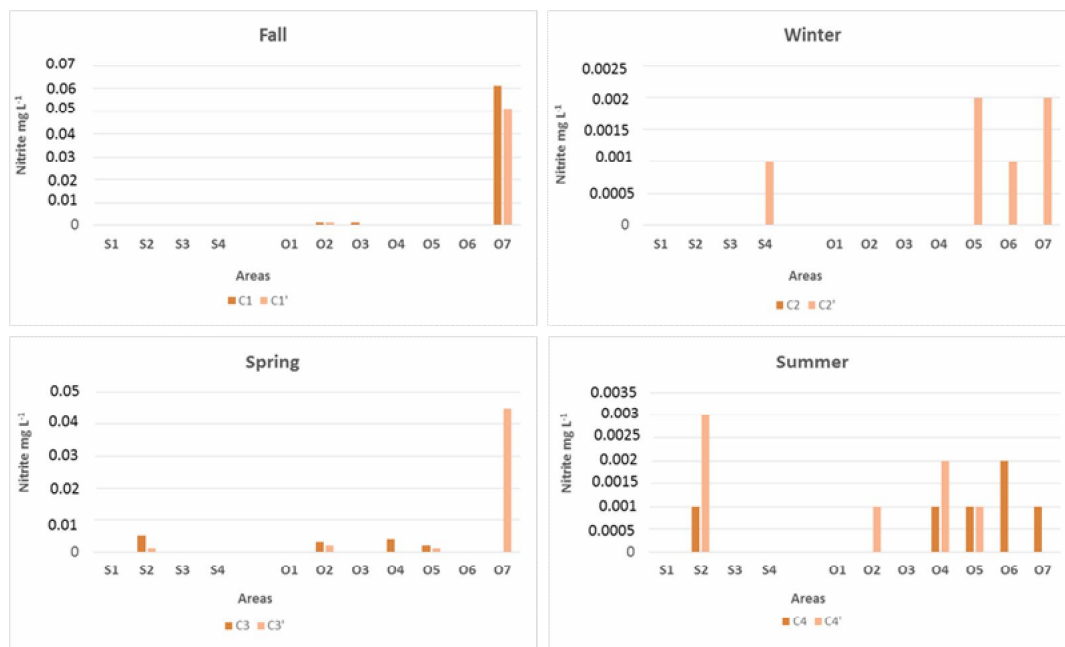 Fall
Nitrite mg L-1
0.07
0.06
0.05
0.04
0.03
0.02
0.01
0
S1 S2 S3 S4 O1 O2 O3 O4 O5 O6 O7
Areas
C1 C1'
Winter
Nitrite mg L-1
0.0025
0.002
0.0015
0.001
0.0005
0
S1 S2 S3 S4 O1 O2 O3 O4 O5 O6 O7
Areas
C2 C2'
Spring
Nitrite mg L-1
0.05
0.04
0.03
0.02
0.01
0
S1 S2 S3 S4 O1 O2 O3 O4 O5 O6 O7
Areas
C3 C3'
Summer
Nitrite mg L-1
0.0035
0.003
0.0025
0.002
0.0015
0.001
0.0005
0
S1 S2 S3 S4 O1 O2 O3 O4 O5 O6 O7
Areas
C4 C4'